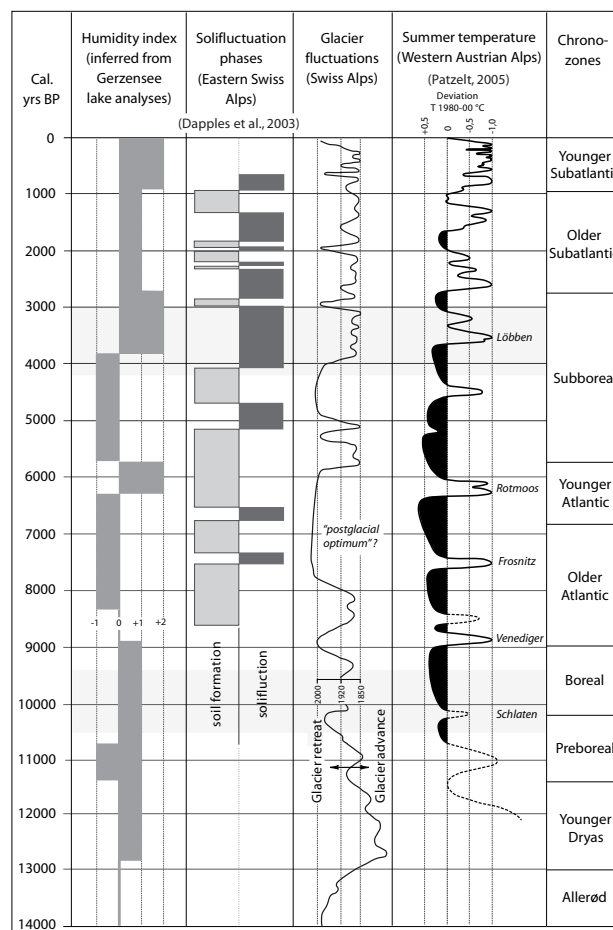 Cal.
yrs BP
Humidity index
(inferred from
Gerzensee
lake analyses)
Solifluctuation
phases
(Eastern Swiss
Alps)
(Dapples et al., 2003)
Glacier
fluctuations
(Swiss Alps)
Summer temperature
(Western Austrian Alps)
(Patzelt, 2005)
Deviation
T 1980-00 °C
+0,5
0
-0,5
-1,0
Chrono-
zones
0
1000
2000
3000
4000
5000
6000
7000
8000
9000
10000
11000
12000
13000
14000
-1 0 +1 +2
soil formation
solifluction
"postglacial
optimum"?
2000
1920
1850
Glacier retreat
Glacier advance
Löbben
Rotmoos
Frosnitz
Venediger
Schlaten
Younger
Subatlantic
Older
Subatlantic
Subboreal
Younger
Atlantic
Older
Atlantic
Boreal
Preboreal
Younger
Dryas
Allerød